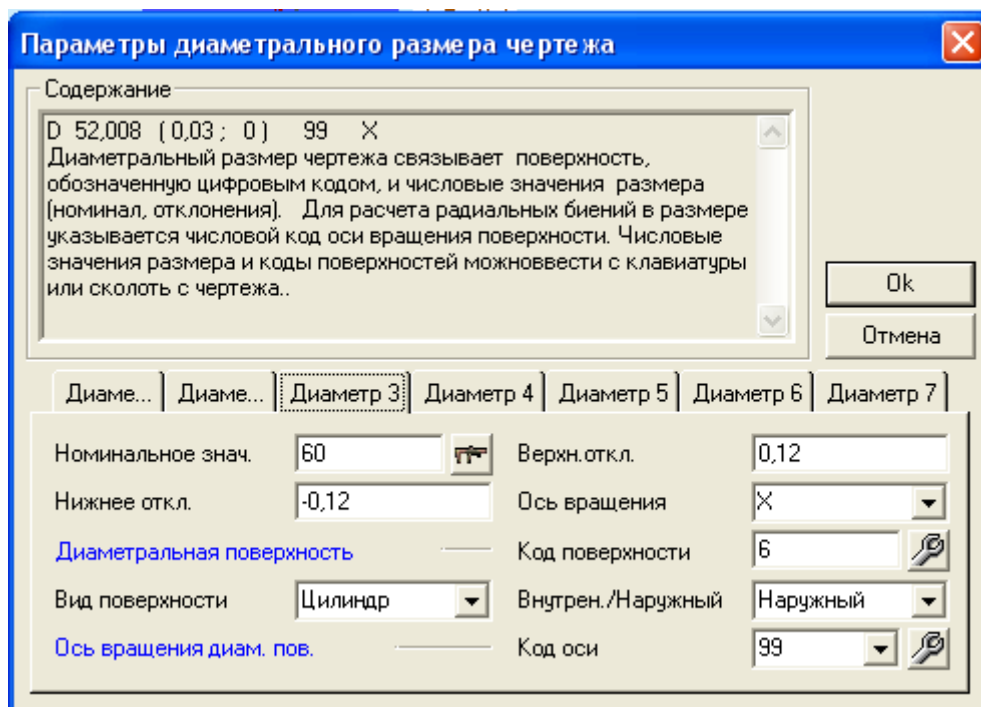 Параметры диаметрального размера чертежа
Содержание
D 52,008 ( 0,03 ; 0 ) 99 X
Диаметральный размер чертежа связывает поверхность,
обозначенную цифровым кодом, и числовые значения размера
(номинал, отклонения). Для расчета радиальных биений в размере
указывается числовой код оси вращения поверхности. Числовые
значения размера и коды поверхностей можноввести с клавиатуры
или сколоть с чертежа..
Ok
Отмена
Диаме... Диаме... Диаметр 3 Диаметр 4 Диаметр 5 Диаметр 6 Диаметр 7
Номинальное знач. 60 Верхн.откл. 0,12
Нижнее откл. -0,12 Ось вращения X
Диаметральная поверхность Код поверхности 6
Вид поверхности Цилиндр Внутрен./Наружный Наружный
Ось вращения диам. пов. Код оси 99